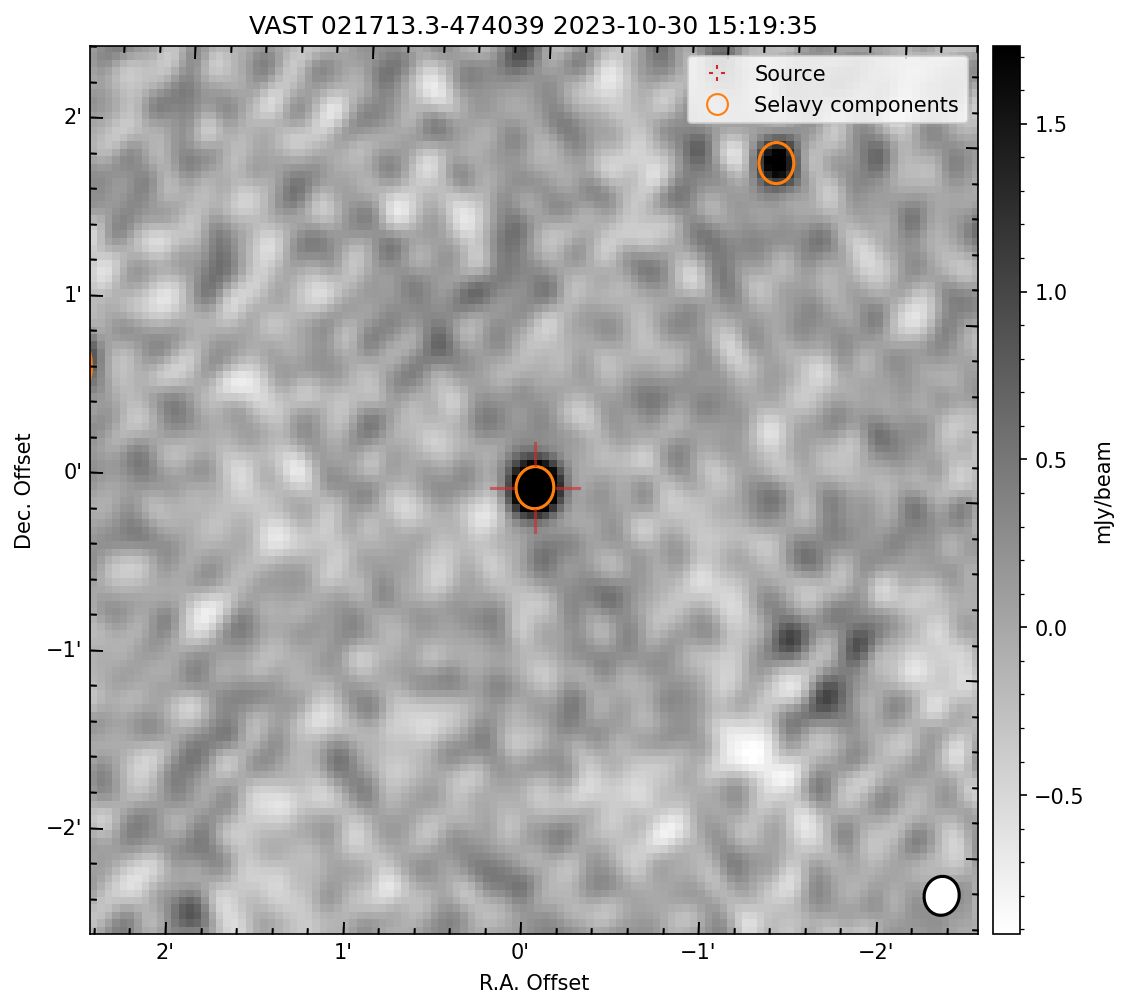 VAST 021713.3-474039 2023-10-30 15:19:35
Source
Selavy components
2'
1'
0'
−1'
−2'
Dec. Offset
2'
1'
0'
−1'
−2'
R.A. Offset
1.5
1.0
0.5
0.0
−0.5
mJy/beam